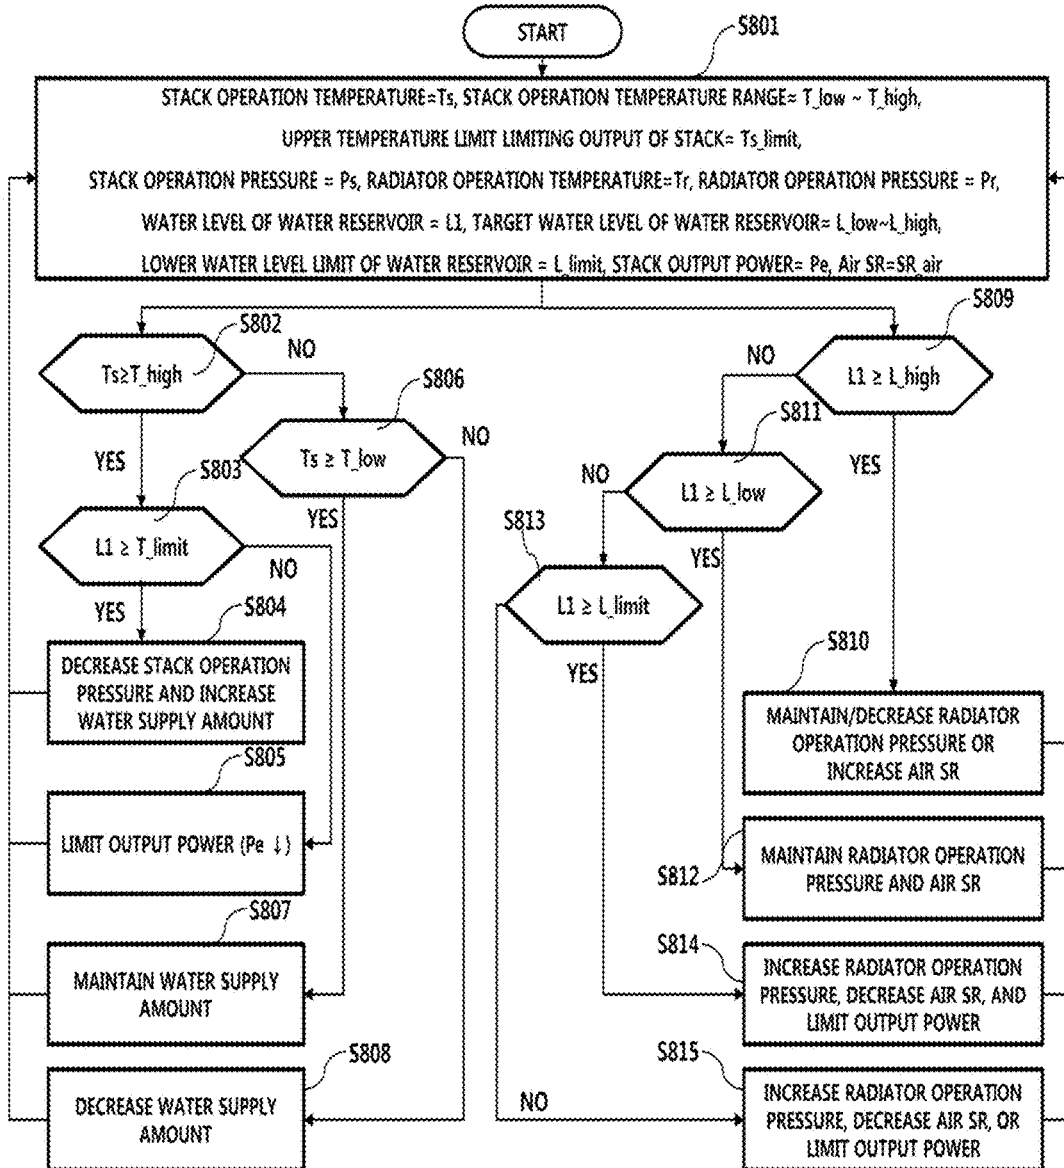 START
S801
STACK OPERATION TEMPERATURE=Ts, STACK OPERATION TEMPERATURE RANGE= T_low ~ T_high,
UPPER TEMPERATURE LIMIT LIMITING OUTPUT OF STACK= Ts_limit,
STACK OPERATION PRESSURE = Ps, RADIATOR OPERATION TEMPERATURE=Tr, RADIATOR OPERATION PRESSURE = Pr,
WATER LEVEL OF WATER RESERVOIR = L1, TARGET WATER LEVEL OF WATER RESERVOIR= L_low~L_high,
LOWER WATER LEVEL LIMIT OF WATER RESERVOIR = L_limit, STACK OUTPUT POWER= Pe, Air SR=SR_air
S802
Ts≥T_high
NO
YES
S806
Ts ≥ T_low
NO
YES
S803
L1 ≥ T_limit
NO
YES
S804
DECREASE STACK OPERATION
PRESSURE AND INCREASE
WATER SUPPLY AMOUNT
S805
LIMIT OUTPUT POWER (Pe ↓)
S807
MAINTAIN WATER SUPPLY
AMOUNT
S808
DECREASE WATER SUPPLY
AMOUNT
S809
L1 ≥ L_high
NO
YES
S811
L1 ≥ L_low
NO
YES
S813
L1 ≥ L_limit
YES
NO
S810
MAINTAIN/DECREASE RADIATOR
OPERATION PRESSURE OR
INCREASE AIR SR
S812
MAINTAIN RADIATOR OPERATION
PRESSURE AND AIR SR
S814
INCREASE RADIATOR OPERATION
PRESSURE, DECREASE AIR SR, AND
LIMIT OUTPUT POWER
S815
INCREASE RADIATOR OPERATION
PRESSURE, DECREASE AIR SR, OR
LIMIT OUTPUT POWER